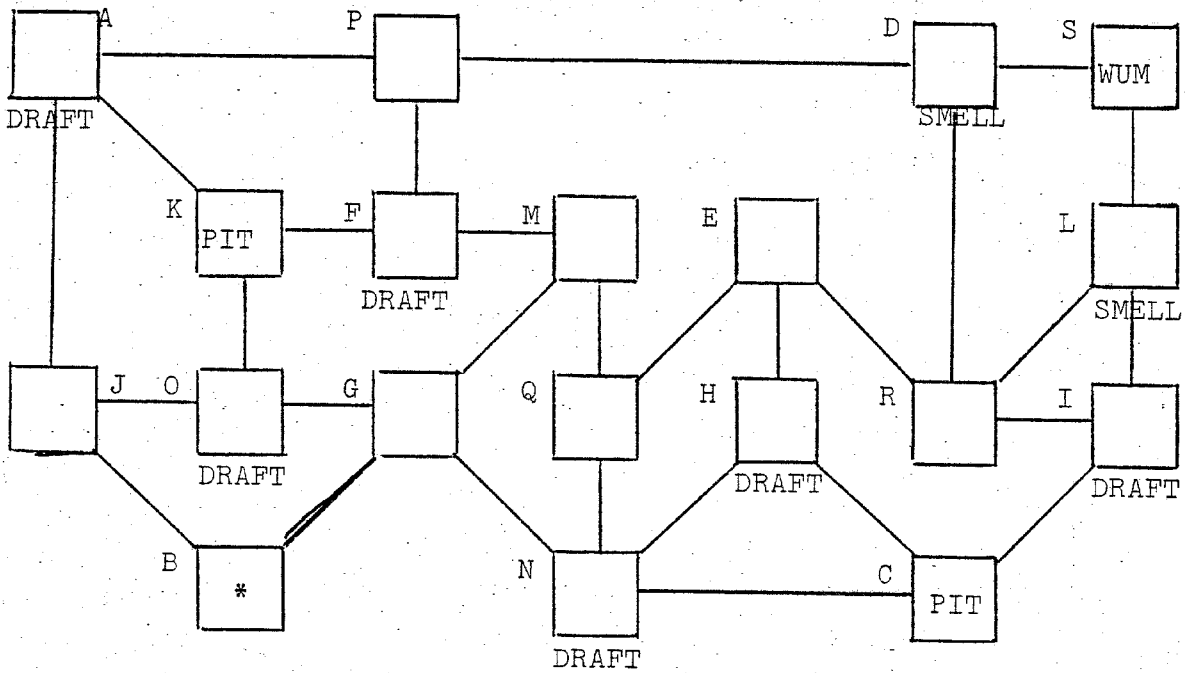 A P D S
WUM
DRAFT SMELL
K F M E L
PIT
DRAFT SMELL
J O G Q H R I
DRAFT DRAFT DRAFT
B N C
* PIT
DRAFT